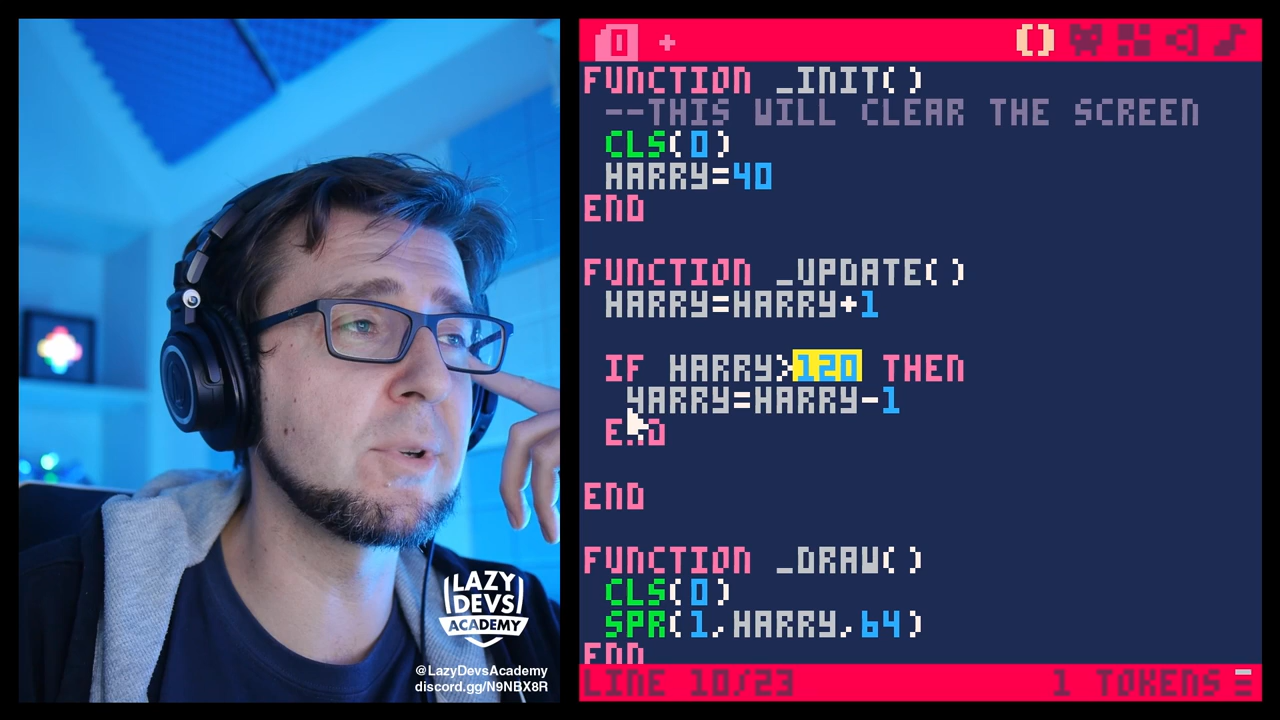 LAZY
DEVS
ACADEMY
@LazyDevsAcademy
discord.gg/N9NBX8R
0 +
FUNCTION _INIT()
--THIS WILL CLEAR THE SCREEN
CLS(0)
HARRY=40
END
FUNCTION _UPDATE()
HARRY=HARRY+1
IF HARRY>120 THEN
HARRY=HARRY-1
END
END
FUNCTION _DRAW()
CLS(0)
SPR(1,HARRY,64)
END
LINE 10/23
1 TOKENS